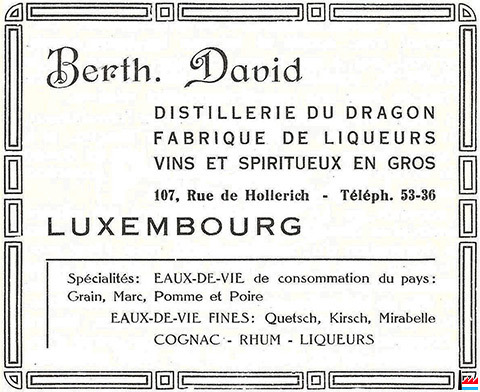 Berth. David
DISTILLERIE DU DRAGON
FABRIQUE DE LIQUEURS
VINS ET SPIRITUEUX EN GROS
107, Rue de Hollerich - Téléph. 53-36
LUXEMBOURG
Spécialités: EAUX-DE-VIE de consommation du pays:
Grain, Marc, Pomme et Poire
EAUX-DE-VIE FINES: Quetsch, Kirsch, Mirabelle
COGNAC - RHUM - LIQUEURS